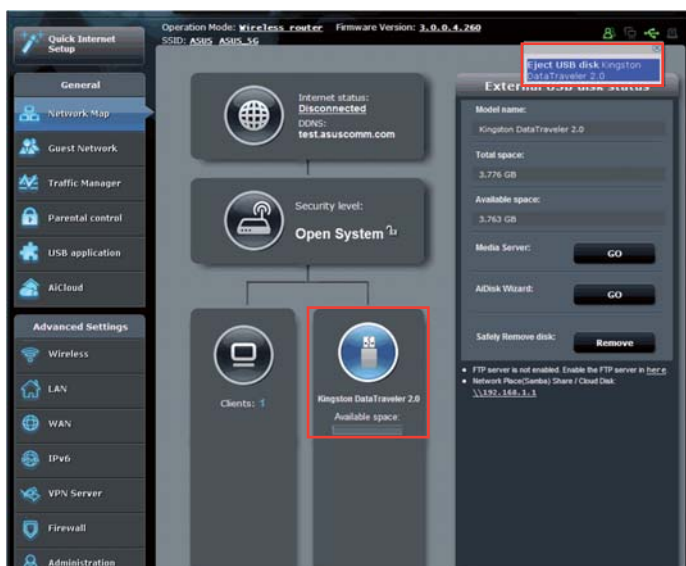 Quick Internet
Setup
Operation Mode: Wireless router Firmware Version: 3.0.0.4.260
SSID: ASUS ASUS_5G
Eject USB disk Kingston
DataTraveler 2.0
General
Network Map
Guest Network
Traffic Manager
Parental control
USB application
AiCloud
Advanced Settings
Wireless
LAN
WAN
IPv6
VPN Server
Firewall
Administration
Internet status:
Disconnected
DDNS:
test.asuscomm.com
Security level:
Open System
Clients: 1
Kingston DataTraveler 2.0
Available space:
External USB disk status
Model name:
Kingston DataTraveler 2.0
Total space:
3.776 GB
Available space:
3.763 GB
Media Server:
GO
AiDisk Wizard:
GO
Safely Remove disk:
Remove
FTP server is not enabled. Enable the FTP server in here.
Network Place(Samba) Share / Cloud Disk:
\\192.168.1.1